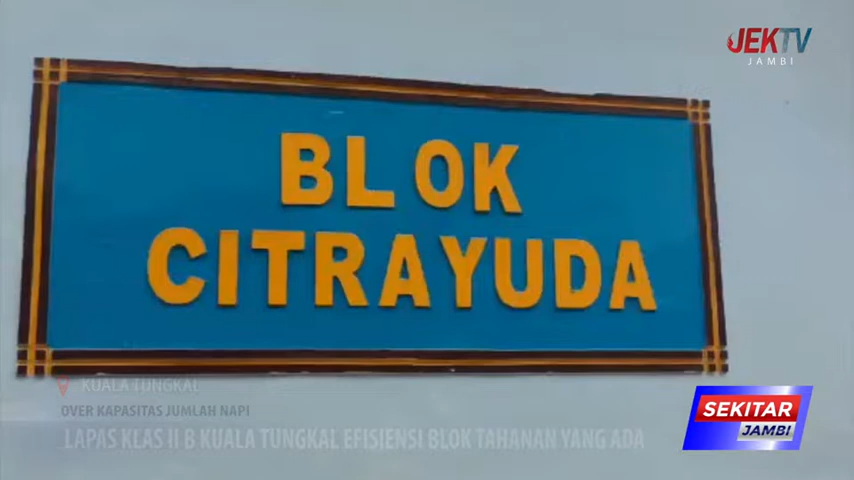 JEKTV
JAMBI
BLOK
CITRAYUDA
KUALA TUNGKAL
OVER KAPASITAS JUMLAH NAPI
LAPAS KLAS II B KUALA TUNGKAL EFISIENSI BLOK TAHANAN YANG ADA
SEKITAR
JAMBI